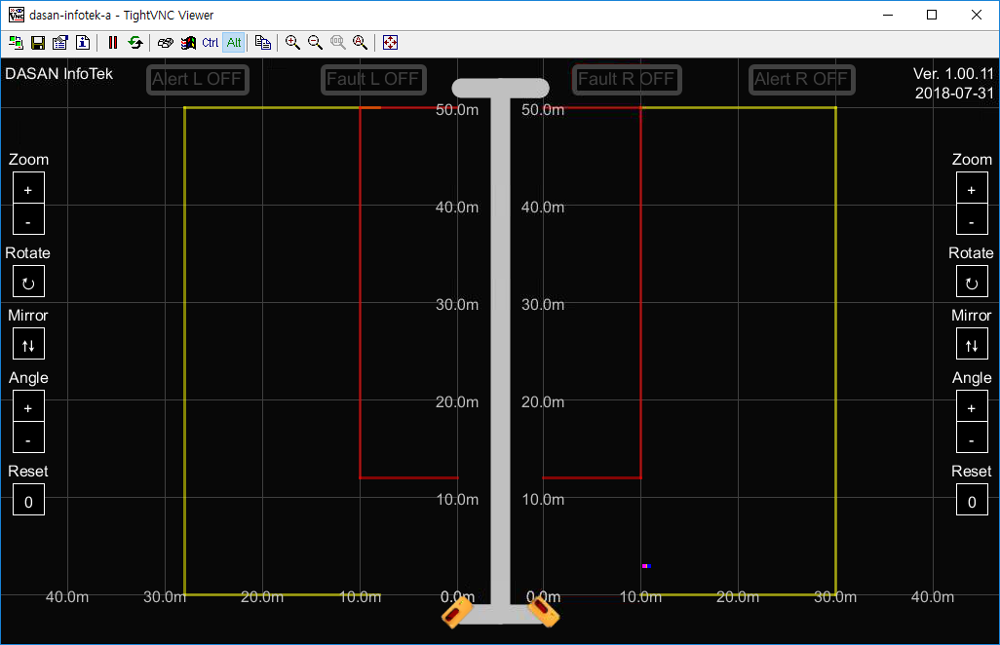 dasan-infotek-a - TightVNC Viewer
Ctrl Alt
DASAN InfoTek
Alert L OFF
Fault L OFF
Fault R OFF
Alert R OFF
Ver. 1.00.11
2018-07-31
50.0m
50.0m
40.0m
40.0m
30.0m
30.0m
20.0m
20.0m
10.0m
10.0m
Zoom
+
-
Rotate
Mirror
Angle
+
-
Reset
0
Zoom
+
-
Rotate
Mirror
Angle
+
-
Reset
0
40.0m
30.0m
20.0m
10.0m
0.0m
0.0m
10.0m
20.0m
30.0m
40.0m